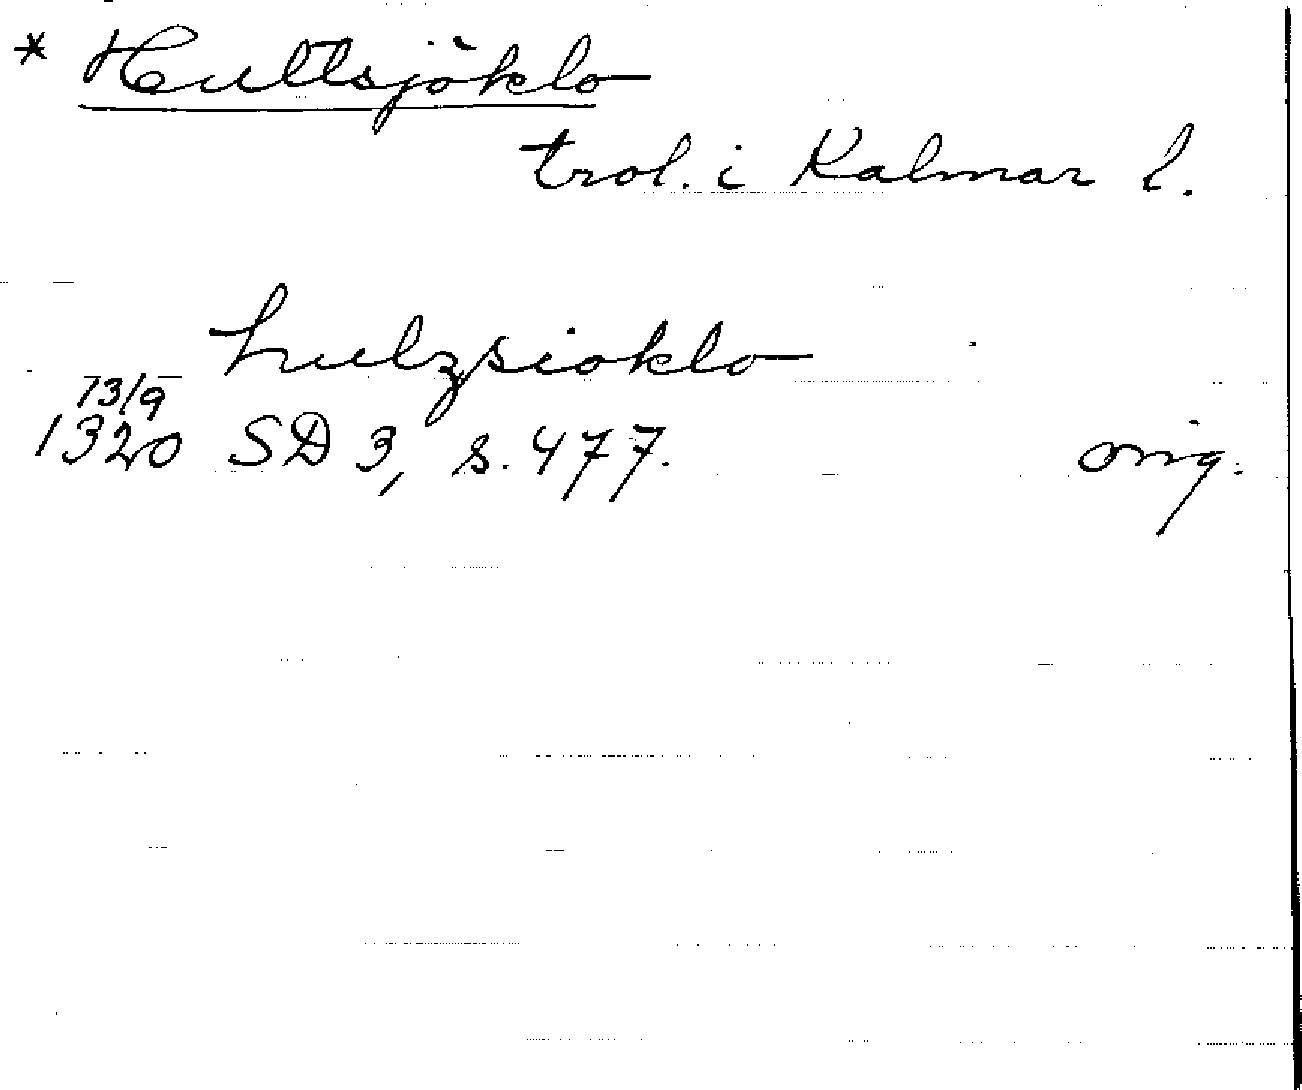 * Hultsjöklo
trol. i Kalmar l.
hulzsioklo
13/9
1320 SD 3, s. 477. orig.